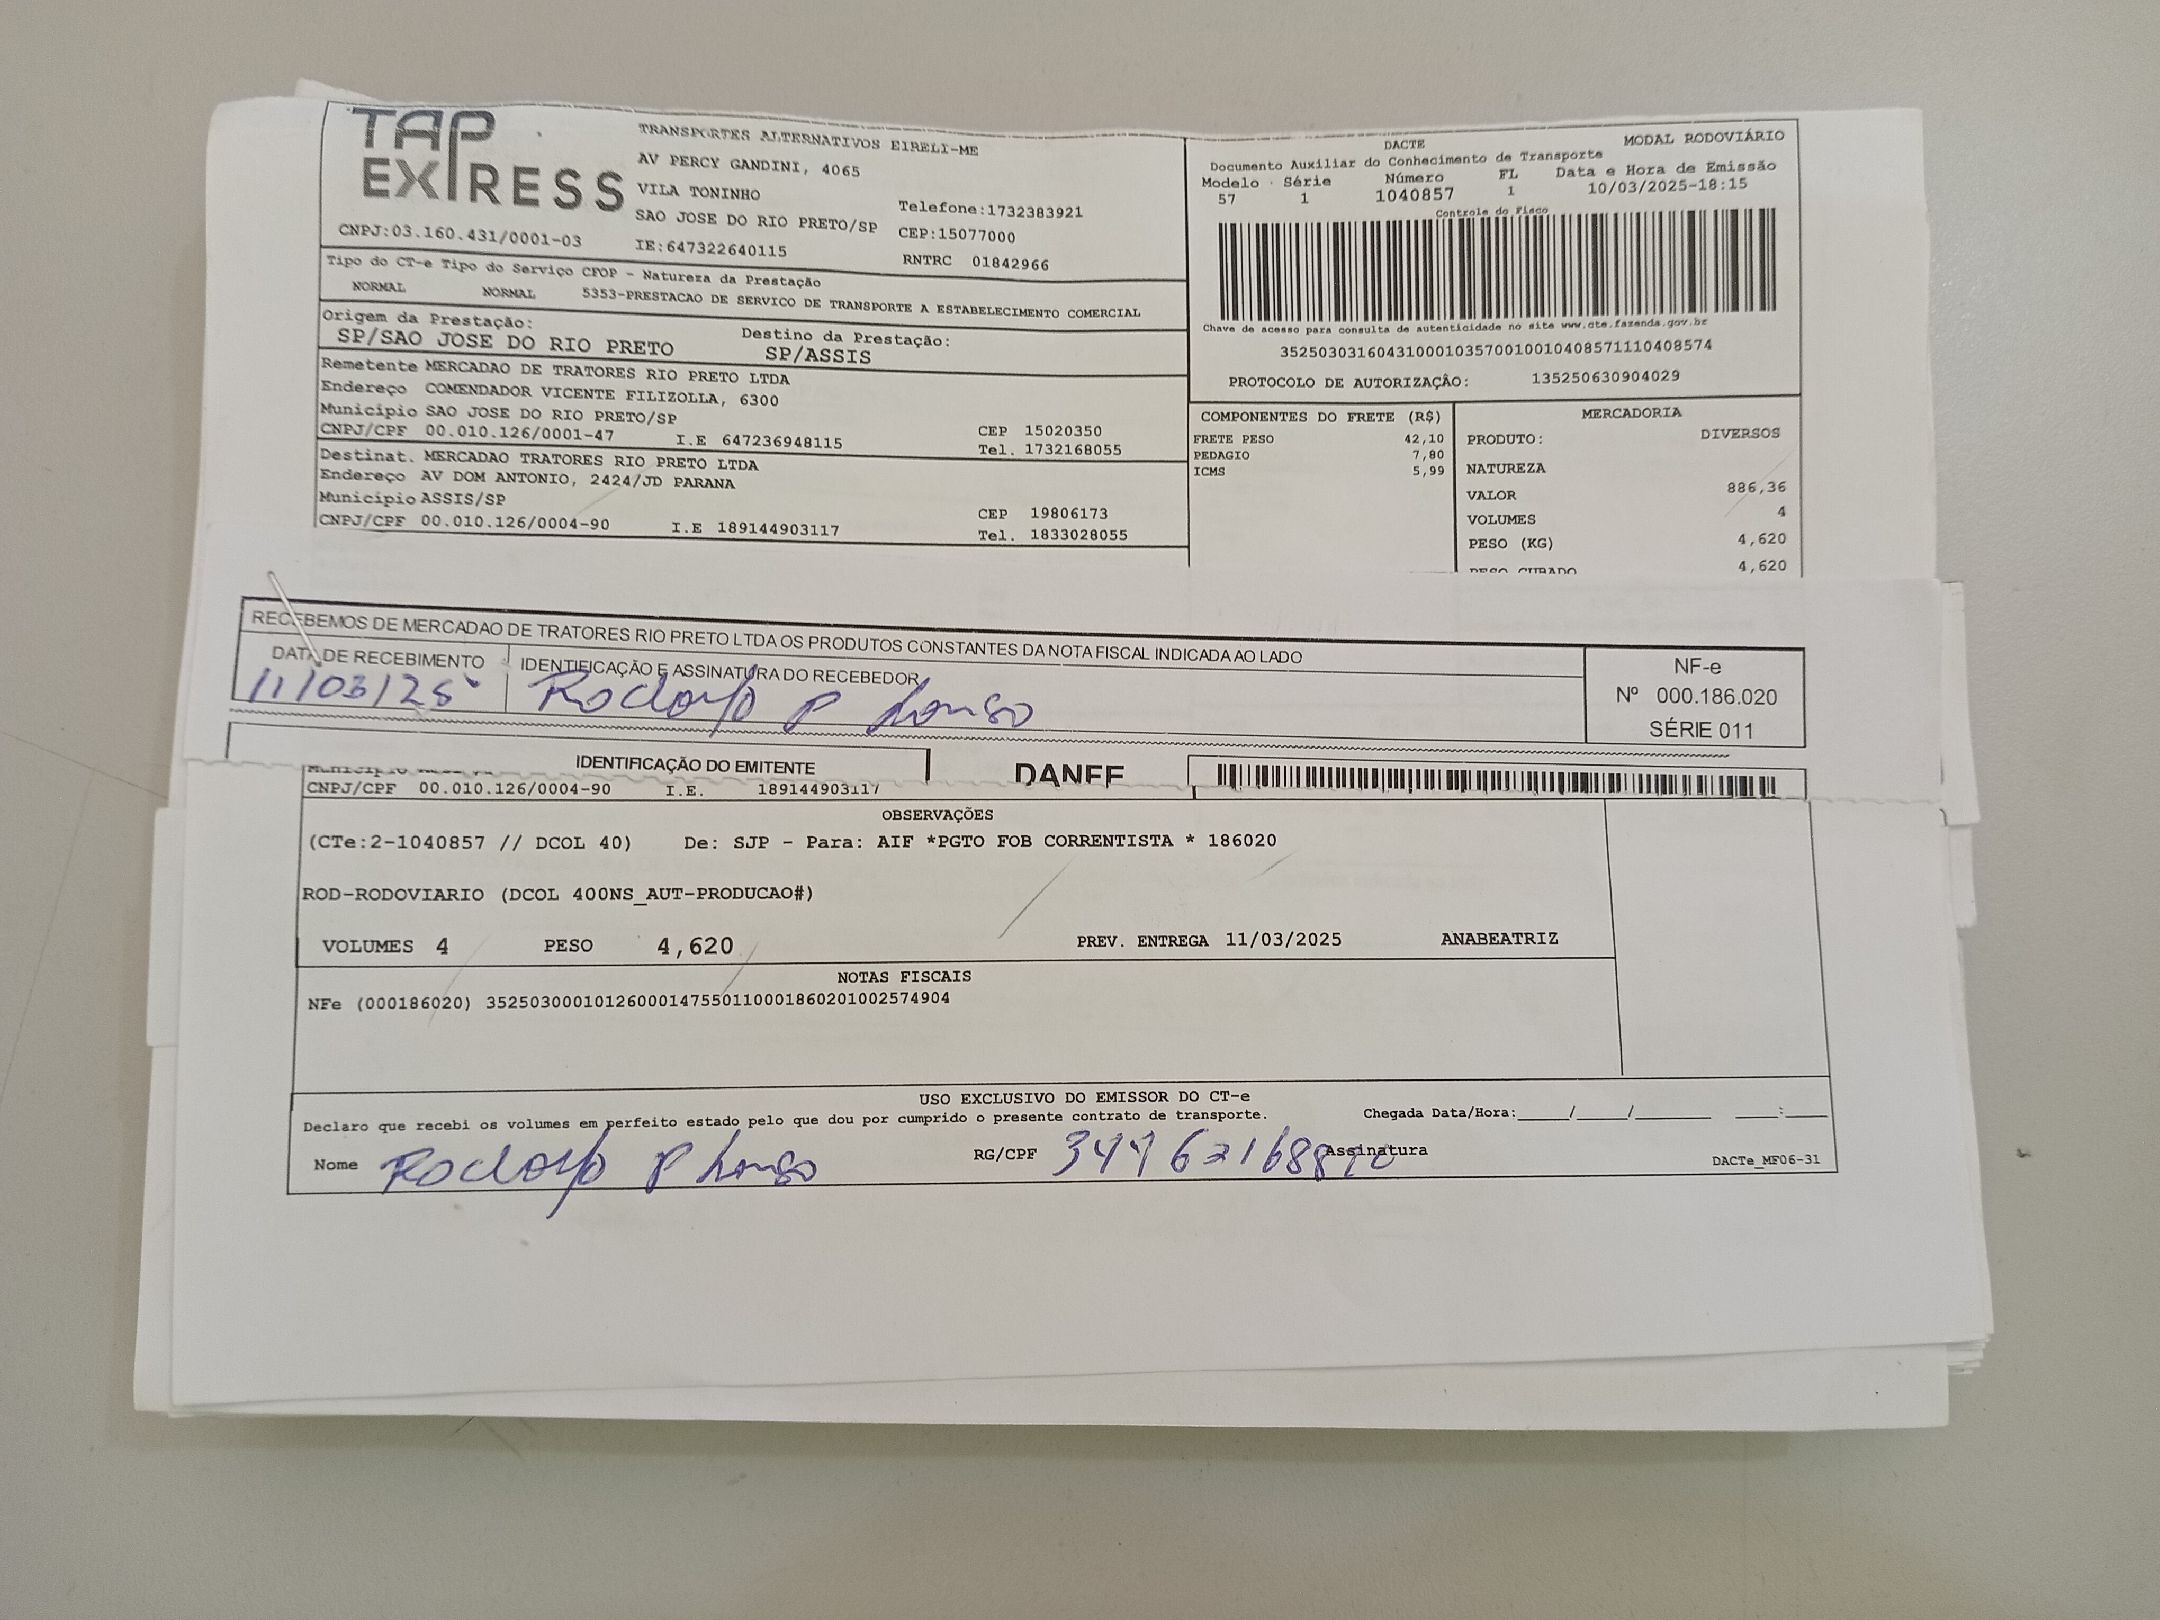 TAP EXPRESS
TRANSPORTES ALTERNATIVOS EIRELI-ME
AV PERCY GANDINI, 4065
VILA TONINHO
SAO JOSE DO RIO PRETO/SP
Telefone:1732383921
CEP:15077000
CNPJ:03.160.431/0001-03 IE:647322640115 RNTRC 01842966
Tipo do CT-e Tipo do Serviço CFOP - Natureza da Prestação
NORMAL NORMAL 5353-PRESTACAO DE SERVICO DE TRANSPORTE A ESTABELECIMENTO COMERCIAL
Origem da Prestação: Destino da Prestação:
SP/SAO JOSE DO RIO PRETO SP/ASSIS
Remetente MERCADAO DE TRATORES RIO PRETO LTDA
Endereço COMENDADOR VICENTE FILIZOLLA, 6300
Município SAO JOSE DO RIO PRETO/SP CEP 15020350
CNPJ/CPF 00.010.126/0001-47 I.E 647236948115 Tel. 1732168055
Destinat. MERCADAO TRATORES RIO PRETO LTDA
Endereço AV DOM ANTONIO, 2424/JD PARANA
Município ASSIS/SP CEP 19806173
CNPJ/CPF 00.010.126/0004-90 I.E 189144903117 Tel. 1833028055
DACTE MODAL RODOVIÁRIO
Documento Auxiliar do Conhecimento de Transporte
Modelo Série Número FL Data e Hora de Emissão
57 1 1040857 1 10/03/2025-18:15
Controle do Fisco
Chave de acesso para consulta de autenticidade no site www.cte.fazenda.gov.br
35250303160431000103570010010408571110408574
PROTOCOLO DE AUTORIZAÇÂO: 135250630904029
COMPONENTES DO FRETE (R$)
FRETE PESO 42,10
PEDAGIO 7,80
ICMS 5,99
MERCADORIA
PRODUTO: DIVERSOS
NATUREZA
VALOR 886,36
VOLUMES 4
PESO (KG) 4,620
PESO CUBADO 4,620
RECEBEMOS DE MERCADAO DE TRATORES RIO PRETO LTDA OS PRODUTOS CONSTANTES DA NOTA FISCAL INDICADA AO LADO
DATA DE RECEBIMENTO IDENTIFICAÇÃO E ASSINATURA DO RECEBEDOR
11/03/25 Rodolfo P
NF-e
Nº 000.186.020
SÉRIE 011
IDENTIFICAÇÃO DO EMITENTE DANFE
CNPJ/CPF 00.010.126/0004-90 I.E. 189144903117
OBSERVAÇÕES
(CTe:2-1040857 // DCOL 40) De: SJP - Para: AIF *PGTO FOB CORRENTISTA * 186020
ROD-RODOVIARIO (DCOL 400NS_AUT-PRODUCAO#)
VOLUMES 4 PESO 4,620 PREV. ENTREGA 11/03/2025 ANABEATRIZ
NOTAS FISCAIS
NFe (000186020) 35250300010126000147550110001860201002574904
USO EXCLUSIVO DO EMISSOR DO CT-e
Declaro que recebi os volumes em perfeito estado pelo que dou por cumprido o presente contrato de transporte. Chegada Data/Hora:____/____/________ ____:____
Nome Rodolfo P RG/CPF Assinatura
DACTe_MF06-31